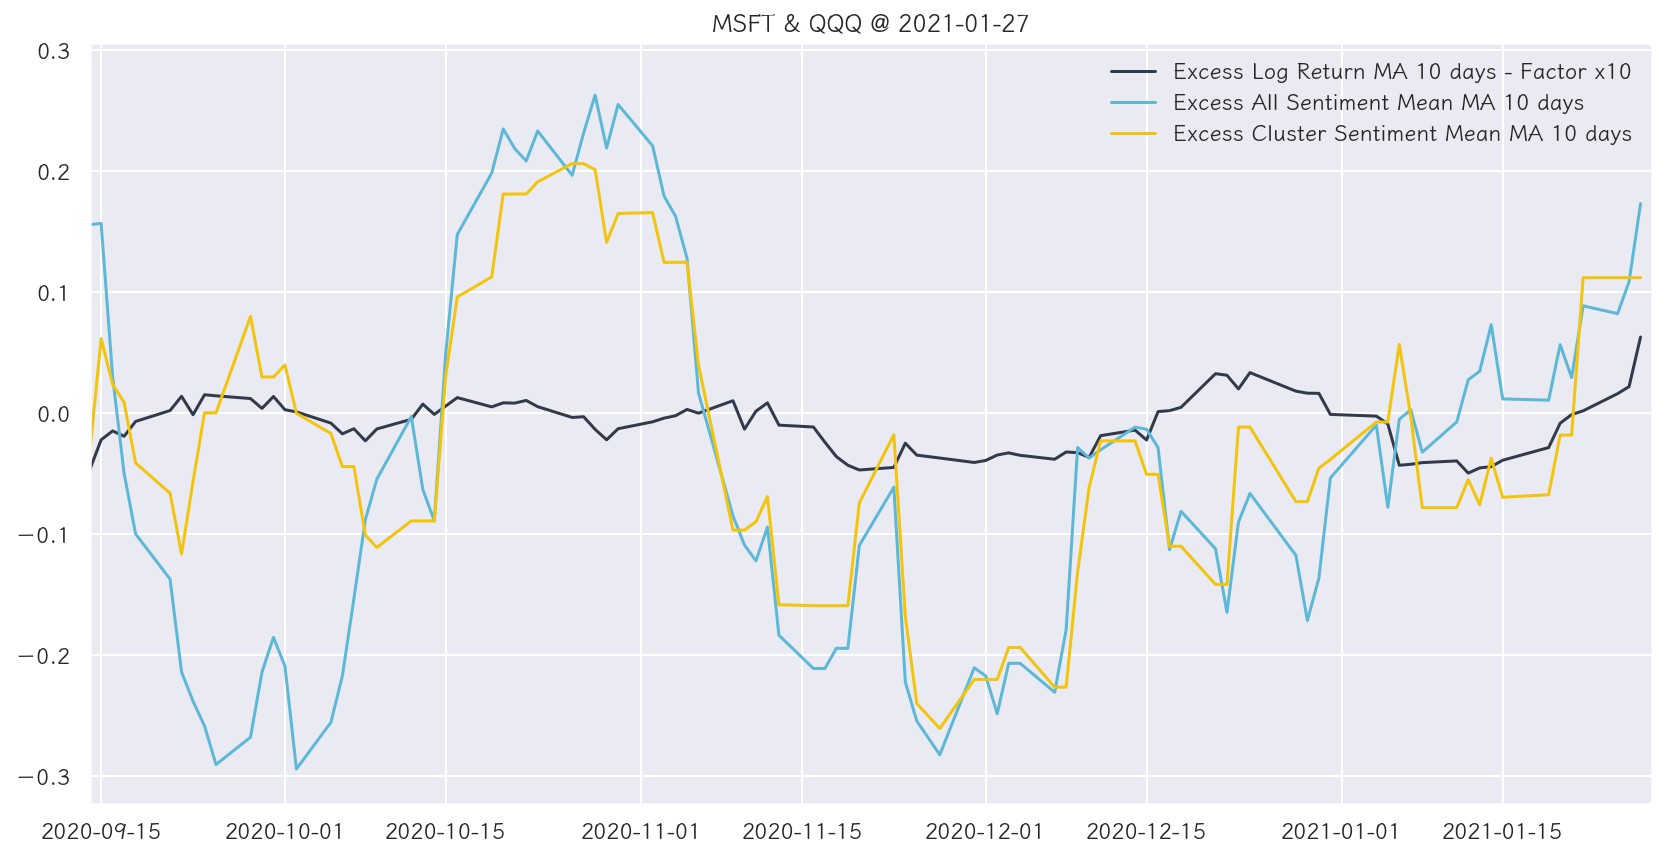 MSFT & QQQ @ 2021-01-27
Excess Log Return MA 10 days - Factor x10
Excess All Sentiment Mean MA 10 days
Excess Cluster Sentiment Mean MA 10 days
0.3
0.2
0.1
0.0
−0.1
−0.2
−0.3
2020-09-15 2020-10-01 2020-10-15 2020-11-01 2020-11-15 2020-12-01 2020-12-15 2021-01-01 2021-01-15